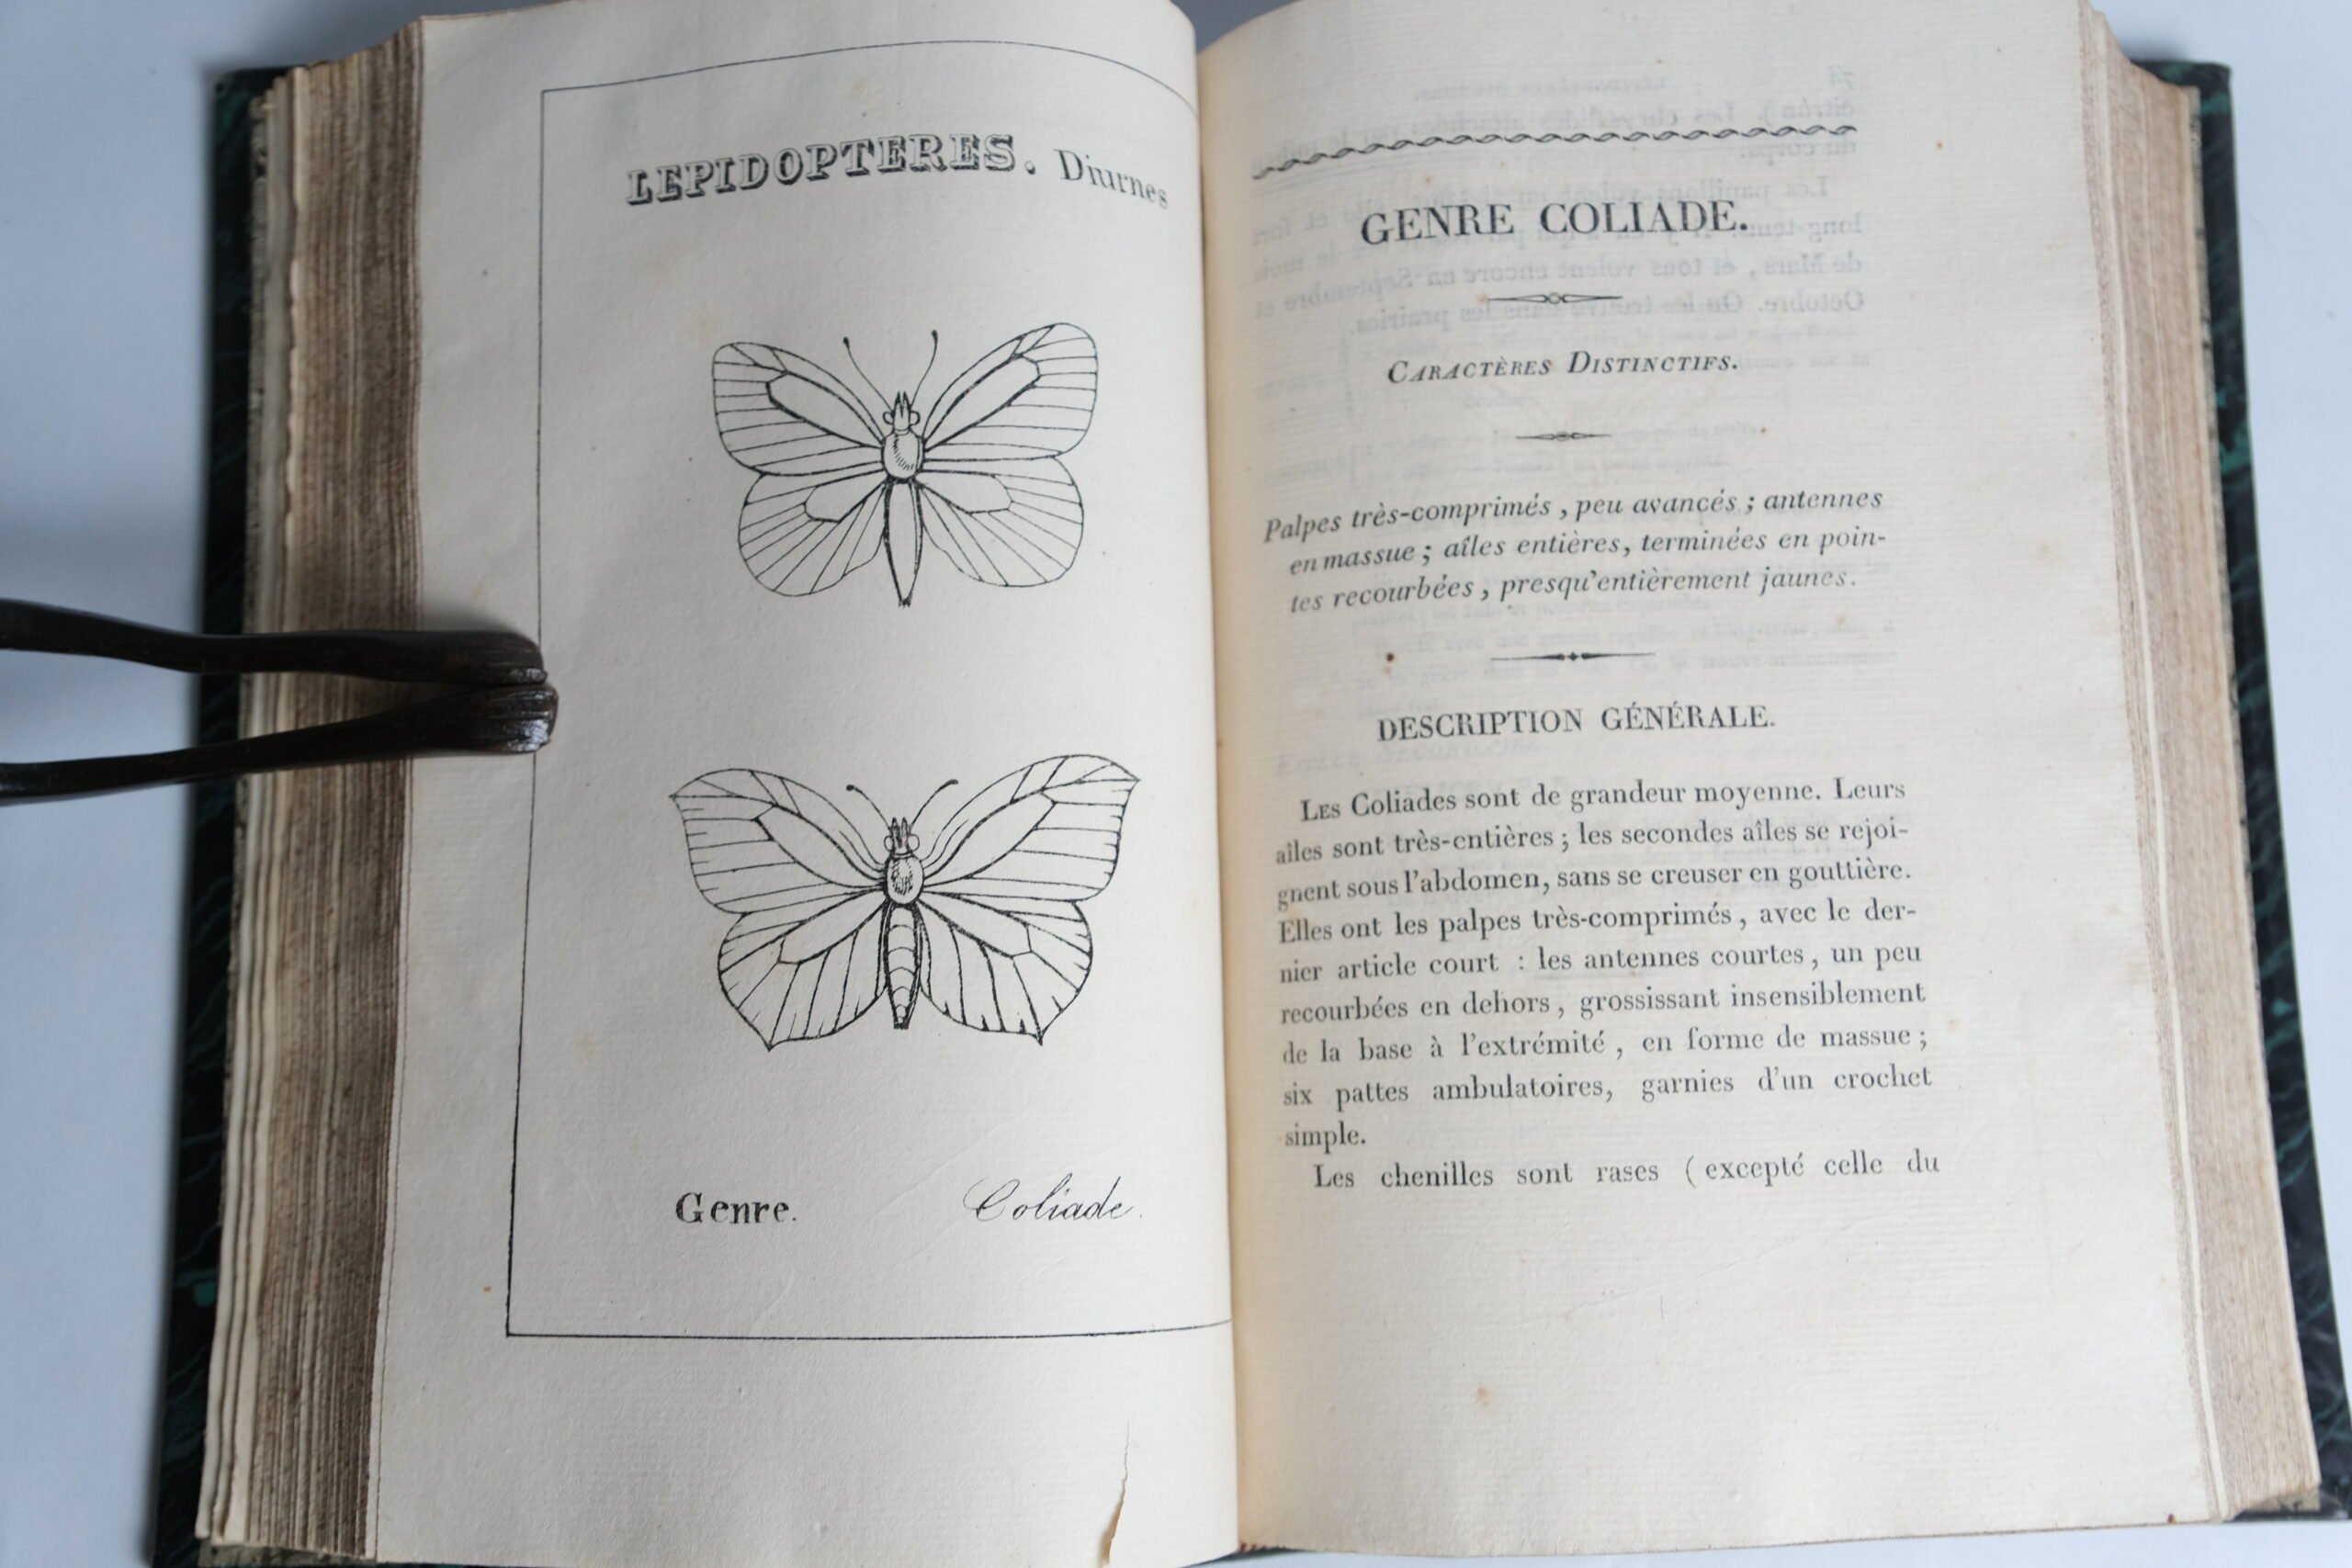 LEPIDOPTERES. Diurnes
Genre. Coliade.
GENRE COLIADE.
CARACTÈRES DISTINCTIFS.
Palpes très-comprimés, peu avancés; antennes
en massue; aîles entières, terminées en poin-
tes recourbées, presqu'entièrement jaunes.
DESCRIPTION GÉNÉRALE.
LES Coliades sont de grandeur moyenne. Leurs
aîles sont très-entières; les secondes aîles se rejoi-
gnent sous l'abdomen, sans se creuser en gouttière.
Elles ont les palpes très-comprimés, avec le der-
nier article court : les antennes courtes, un peu
recourbées en dehors, grossissant insensiblement
de la base à l'extrémité, en forme de massue;
six pattes ambulatoires, garnies d'un crochet
simple.
Les chenilles sont rases (excepté celle du